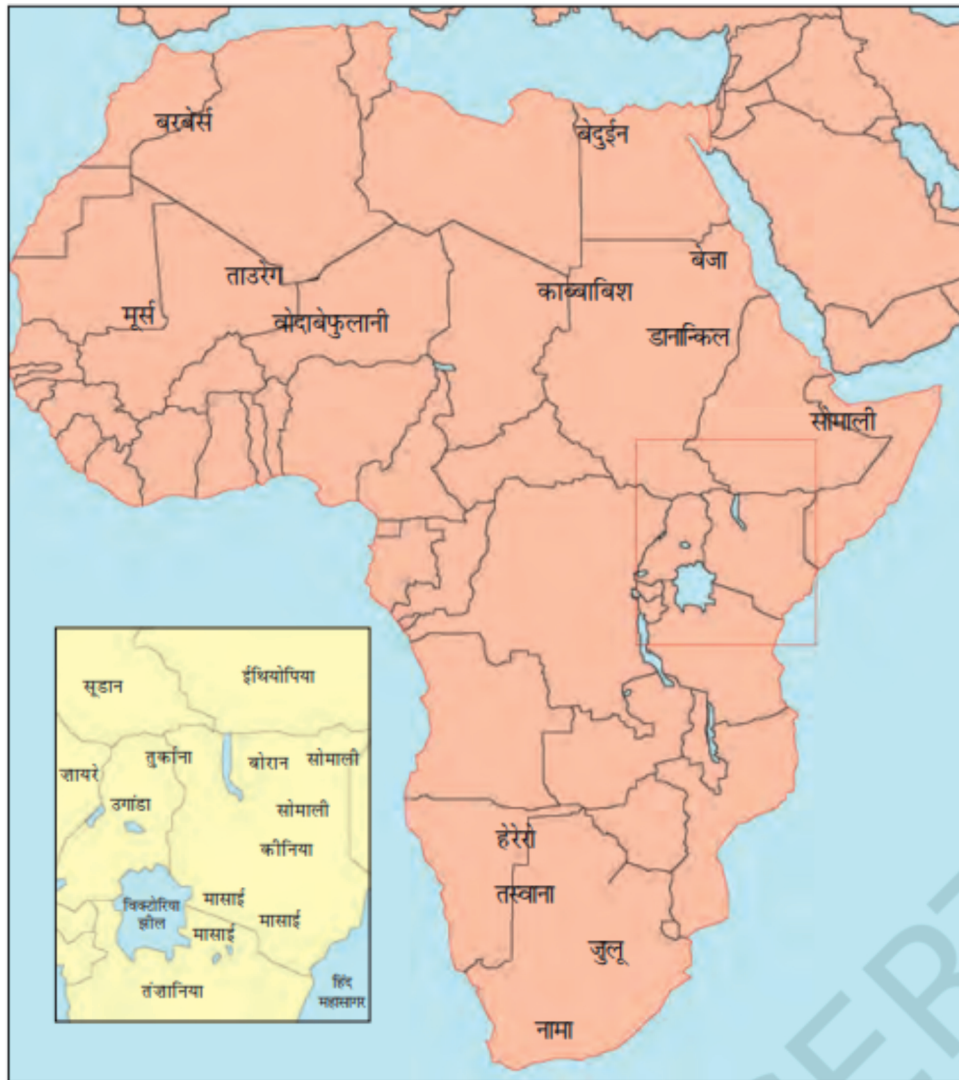 बरबेर्स
बेदुईन
बेजा
ताउरेग
काब्बाबिश
मूर्स
वोदाबेफुलानी
डानान्किल
सोमाली
ईथियोपिया
सूडान
तुर्काना
बोरान
सोमाली
ज़ायरे
उगांडा
सोमाली
कीनिया
मासाई
विक्टोरिया
झील
मासाई
मासाई
तंज़ानिया
हिंद
महासागर
हेरेरो
तस्वाना
ज़ुलू
नामा